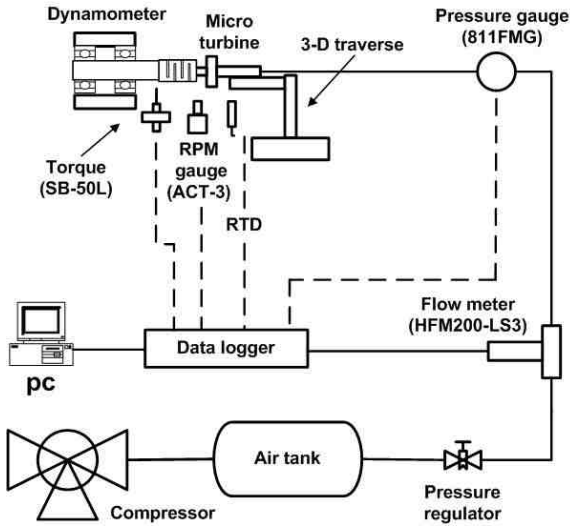 Dynamometer
Micro
turbine
3-D traverse
Pressure gauge
(811FMG)
Torque
(SB-50L)
RPM
gauge
(ACT-3)
RTD
Flow meter
(HFM200-LS3)
Data logger
pc
Air tank
Compressor
Pressure
regulator